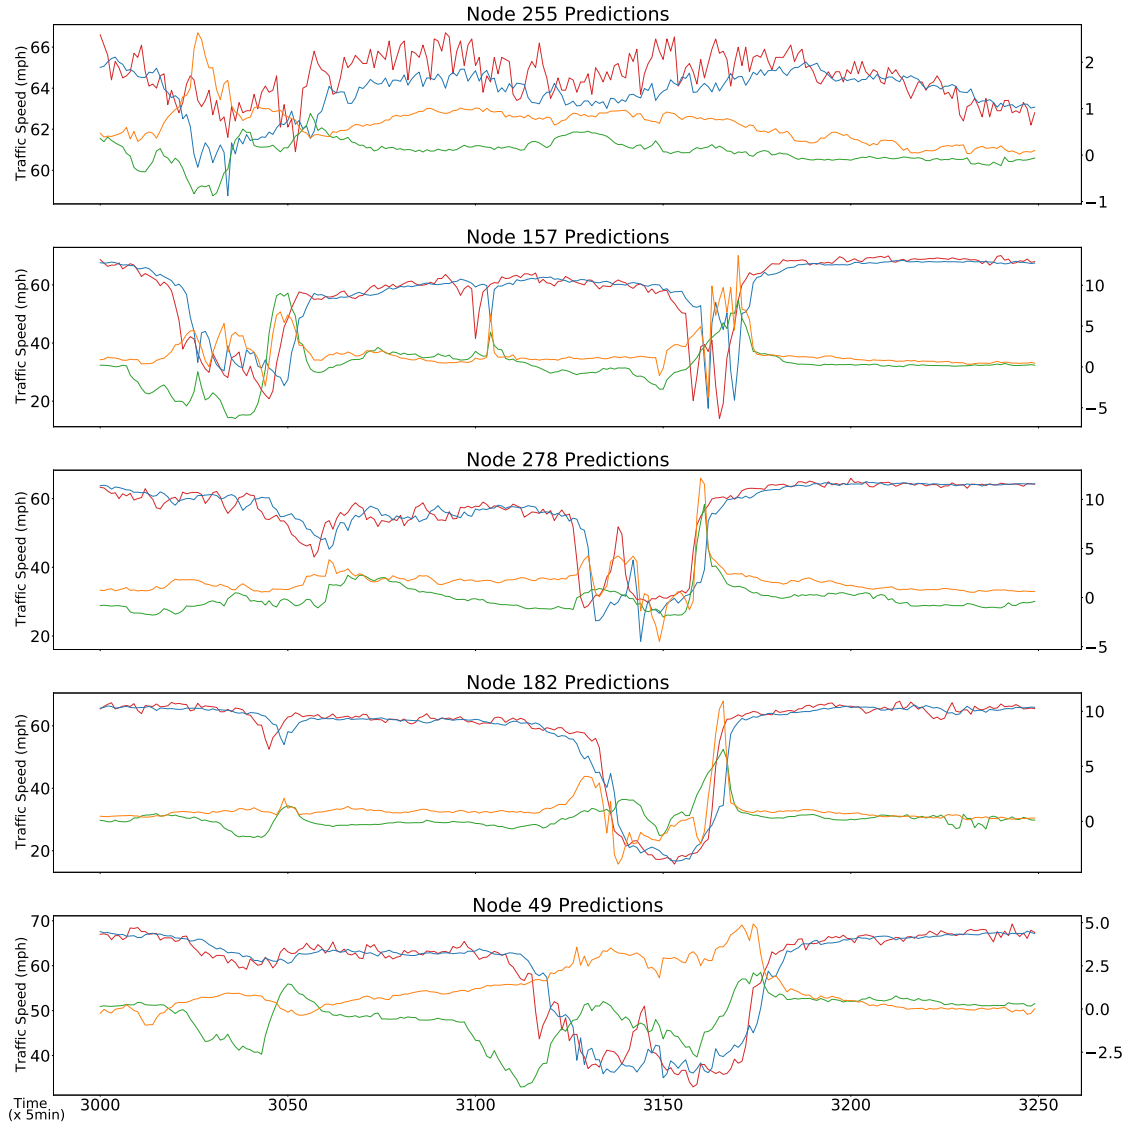 Node 255 Predictions
Traffic Speed (mph)
66
64
62
60
2
1
0
−1
Node 157 Predictions
Traffic Speed (mph)
60
40
20
10
5
0
−5
Node 278 Predictions
Traffic Speed (mph)
60
40
20
10
5
0
−5
Node 182 Predictions
Traffic Speed (mph)
60
40
20
10
5
0
Node 49 Predictions
Traffic Speed (mph)
70
60
50
40
5.0
2.5
0.0
−2.5
Time
(x 5min)
3000 3050 3100 3150 3200 3250